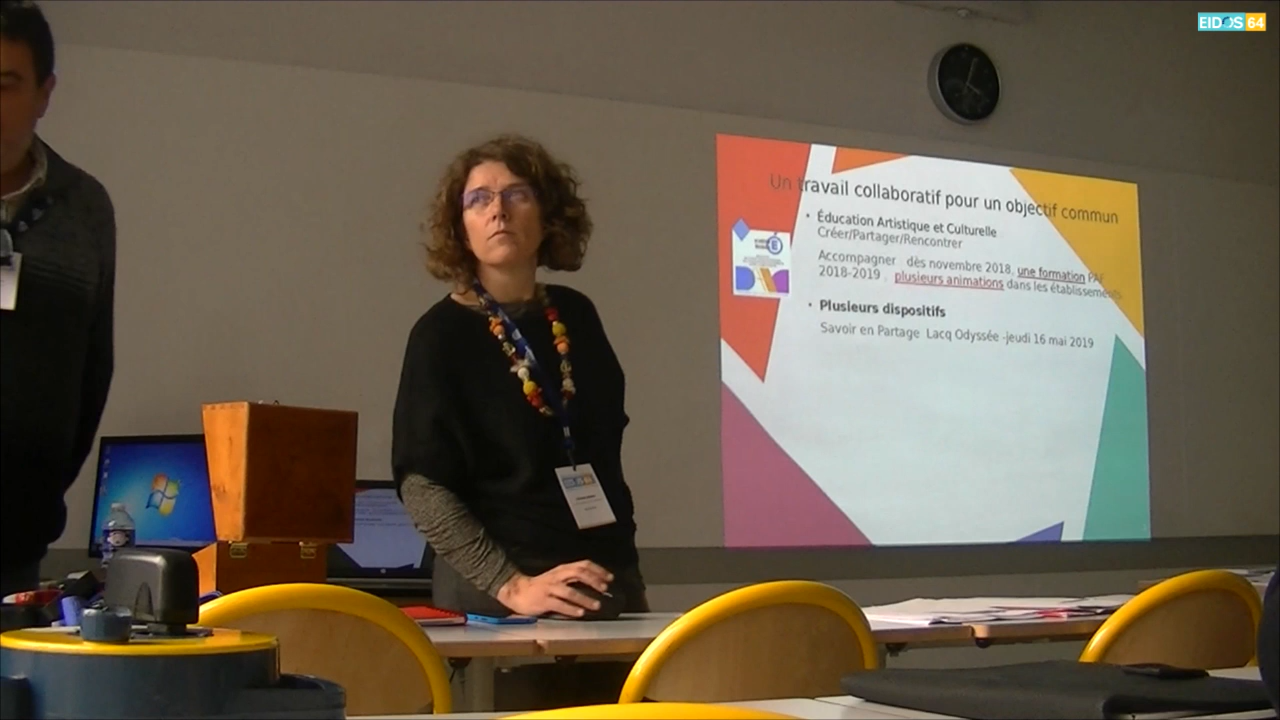 EIDOS 64
Un travail collaboratif pour un objectif commun
• Éducation Artistique et Culturelle
Créer/Partager/Rencontrer
Accompagner dès novembre 2018, une formation PAF
2018-2019 , plusieurs animations dans les établissements
• Plusieurs dispositifs
Savoir en Partage Lacq Odyssée -jeudi 16 mai 2019